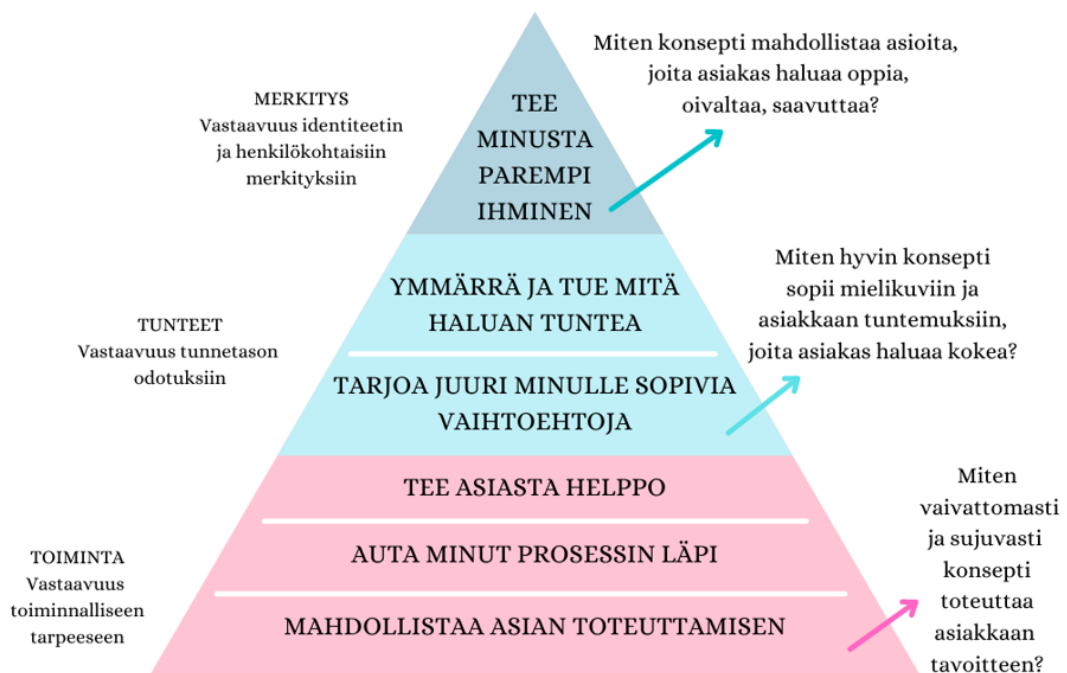 Miten konsepti mahdollistaa asioita,
joita asiakas haluaa oppia,
oivaltaa, saavuttaa?
MERKITYS
Vastaavuus identiteetin
ja henkilökohtaisiin
merkityksiin
TEE
MINUSTA
PAREMPI
IHMINEN
Miten hyvin konsepti
sopii mielikuviin ja
asiakkaan tuntemuksiin,
joita asiakas haluaa kokea?
YMMÄRRÄ JA TUE MITÄ
HALUAN TUNTEA
TUNTEET
Vastaavuus tunnetason
odotuksiin
TARJOA JUURI MINULLE SOPIVIA
VAIHTOEHTOJA
TEE ASIASTA HELPPO
Miten
vaivattomasti
ja sujuvasti
konsepti
toteuttaa
asiakkaan
tavoitteen?
AUTA MINUT PROSESSIN LÄPI
TOIMINTA
Vastaavuus
toiminnalliseen
tarpeeseen
MAHDOLLISTAA ASIAN TOTEUTTAMISEN